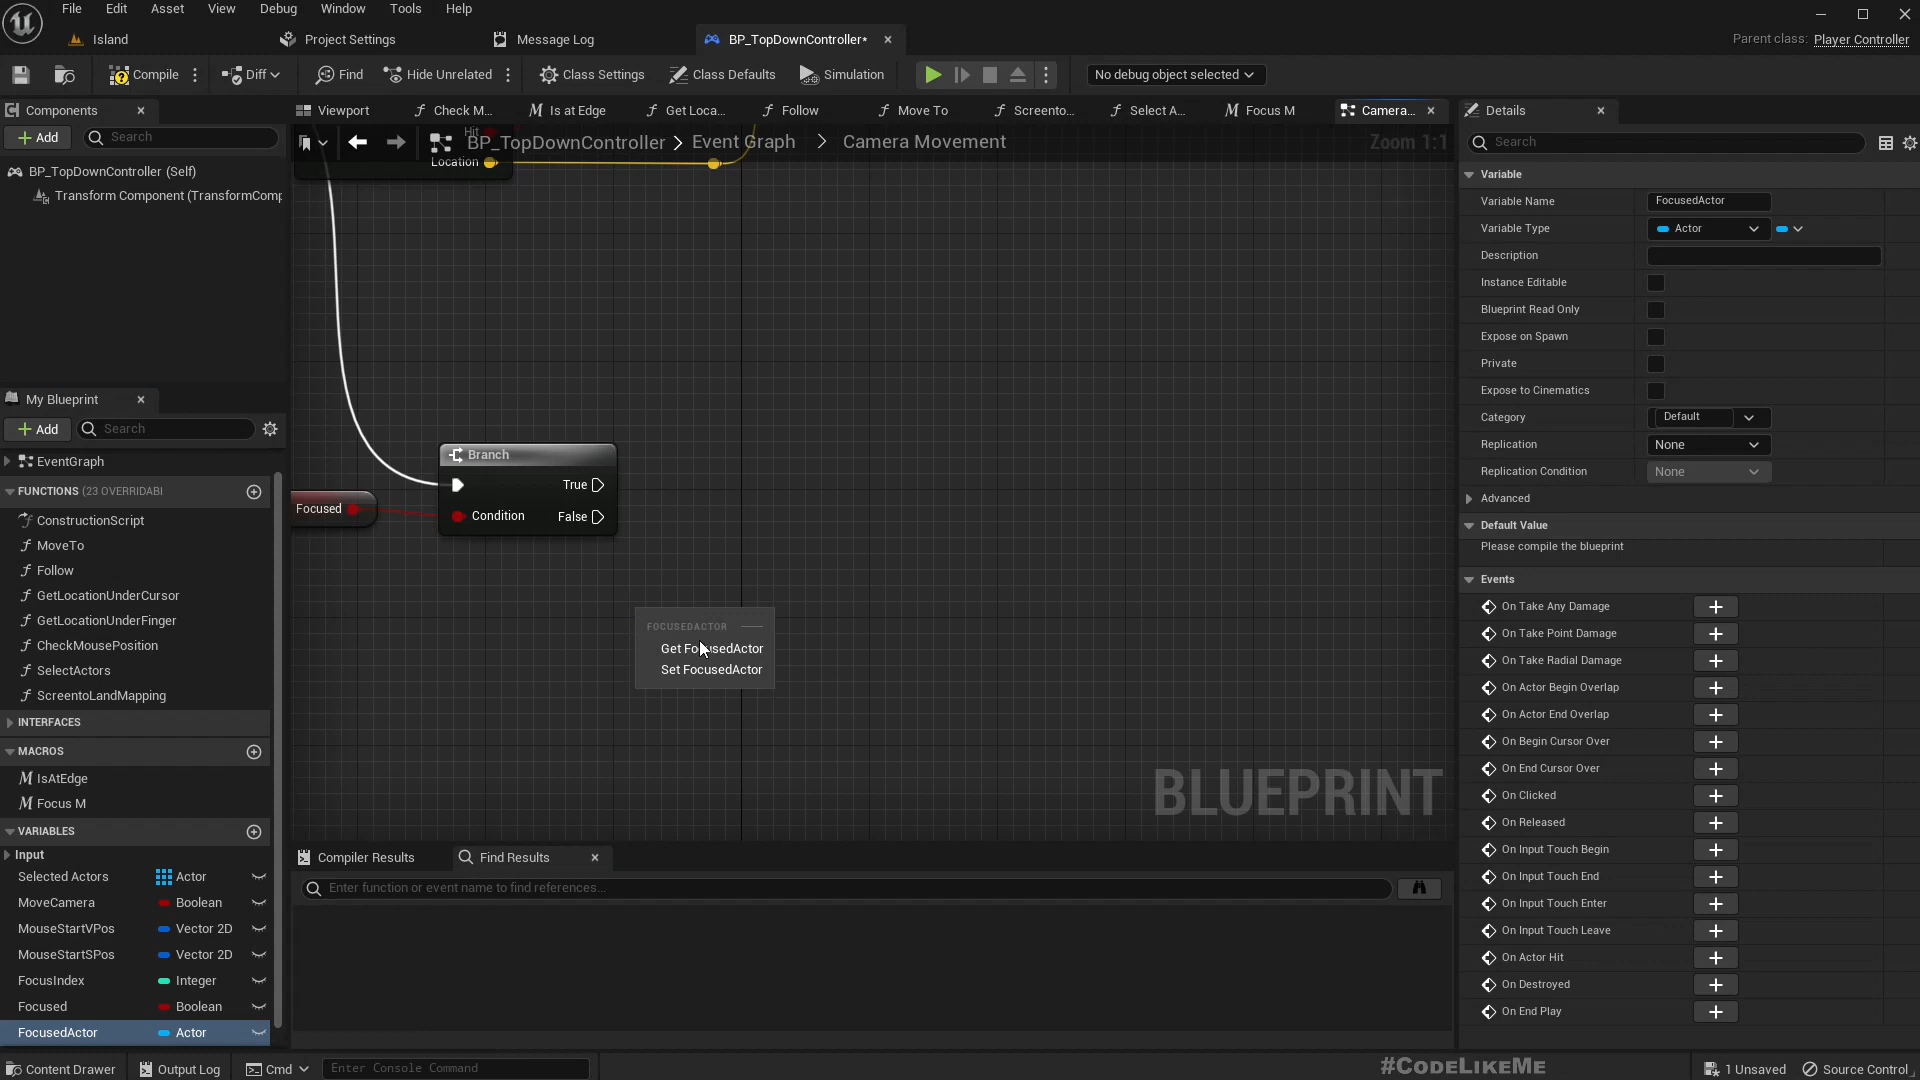 File Edit Asset View Debug Window Tools Help
Island Project Settings Message Log BP_TopDownController*
Parent class: Player Controller
Compile Diff Find Hide Unrelated Class Settings Class Defaults Simulation No debug object selected
Components
Viewport Check M... Is at Edge Get Loca... Follow Move To Screento... Select A... Focus M Camera...
Details
Add Search
BP_TopDownController Event Graph Camera Movement Zoom 1:1
Search
Hit
Location
BP_TopDownController (Self)
Transform Component (TransformComp
Variable
Variable Name FocusedActor
Variable Type Actor
Description
Instance Editable
Blueprint Read Only
Expose on Spawn
Private
Expose to Cinematics
Category Default
Replication None
Replication Condition None
Advanced
Default Value
Please compile the blueprint
Events
On Take Any Damage
On Take Point Damage
On Take Radial Damage
On Actor Begin Overlap
On Actor End Overlap
On Begin Cursor Over
On End Cursor Over
On Clicked
On Released
On Input Touch Begin
On Input Touch End
On Input Touch Enter
On Input Touch Leave
On Actor Hit
On Destroyed
On End Play
My Blueprint
Add Search
EventGraph
FUNCTIONS (23 OVERRIDABI
ConstructionScript
MoveTo
Follow
GetLocationUnderCursor
GetLocationUnderFinger
CheckMousePosition
SelectActors
ScreentoLandMapping
INTERFACES
MACROS
IsAtEdge
Focus M
VARIABLES
Input
Selected Actors Actor
MoveCamera Boolean
MouseStartVPos Vector 2D
MouseStartSPos Vector 2D
FocusIndex Integer
Focused Boolean
FocusedActor Actor
Branch
True
Focused
Condition False
FOCUSEDACTOR
Get FocusedActor
Set FocusedActor
BLUEPRINT
Compiler Results Find Results
Enter function or event name to find references...
Content Drawer Output Log Cmd Enter Console Command
#CODELIKEME
1 Unsaved Source Control